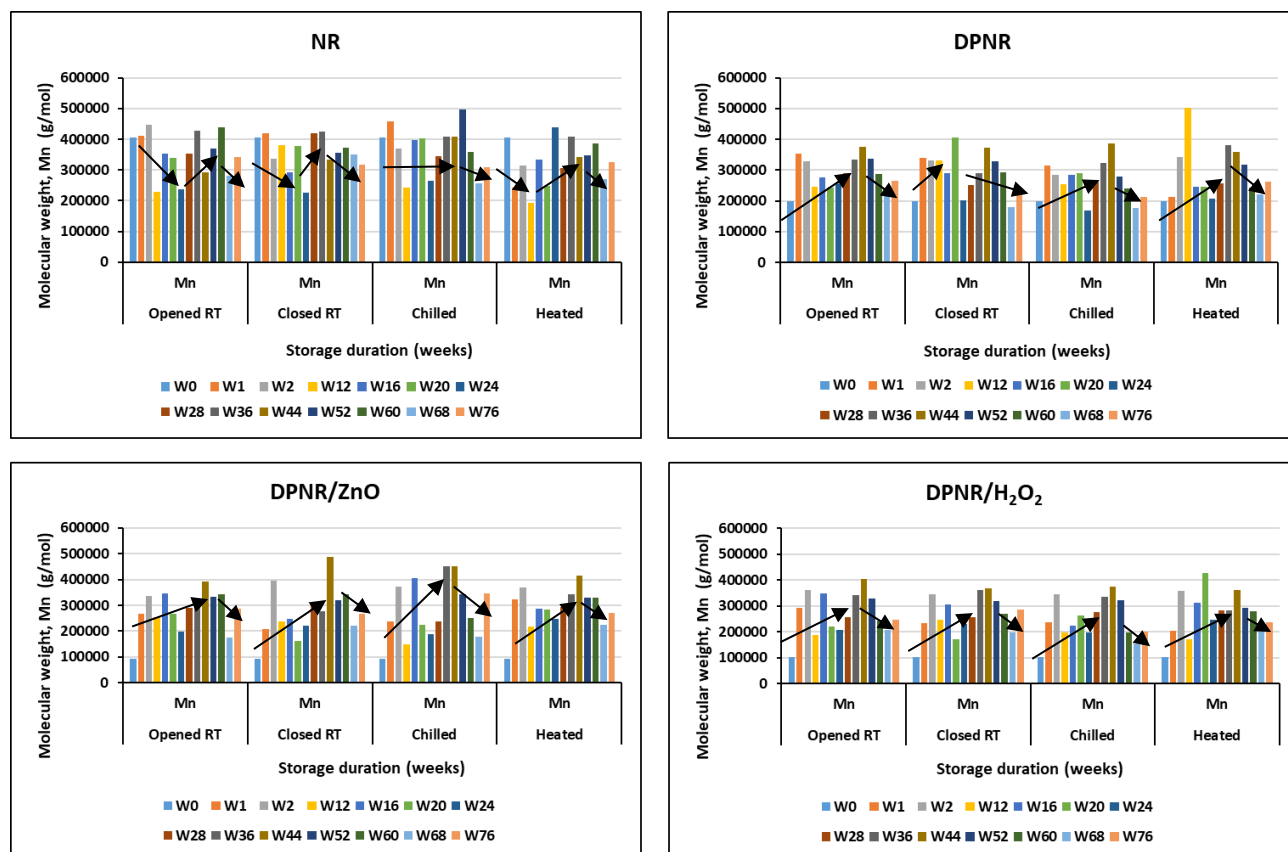 NR
Molecular weight, Mn (g/mol)
600000
500000
400000
300000
200000
100000
0
Mn Mn Mn Mn
Opened RT Closed RT Chilled Heated
Storage duration (weeks)
W0 W1 W2 W12 W16 W20 W24
W28 W36 W44 W52 W60 W68 W76
DPNR
Molecular weight, Mn (g/mol)
600000
500000
400000
300000
200000
100000
0
Mn Mn Mn Mn
Opened RT Closed RT Chilled Heated
Storage duration (weeks)
W0 W1 W2 W12 W16 W20 W24
W28 W36 W44 W52 W60 W68 W76
DPNR/ZnO
Molecular weight, Mn (g/mol)
600000
500000
400000
300000
200000
100000
0
Mn Mn Mn Mn
Opened RT Closed RT Chilled Heated
Storage duration (weeks)
W0 W1 W2 W12 W16 W20 W24
W28 W36 W44 W52 W60 W68 W76
DPNR/H₂O₂
Molecular weight, Mn (g/mol)
600000
500000
400000
300000
200000
100000
0
Mn Mn Mn Mn
Opened RT Closed RT Chilled Heated
Storage duration (weeks)
W0 W1 W2 W12 W16 W20 W24
W28 W36 W44 W52 W60 W68 W76